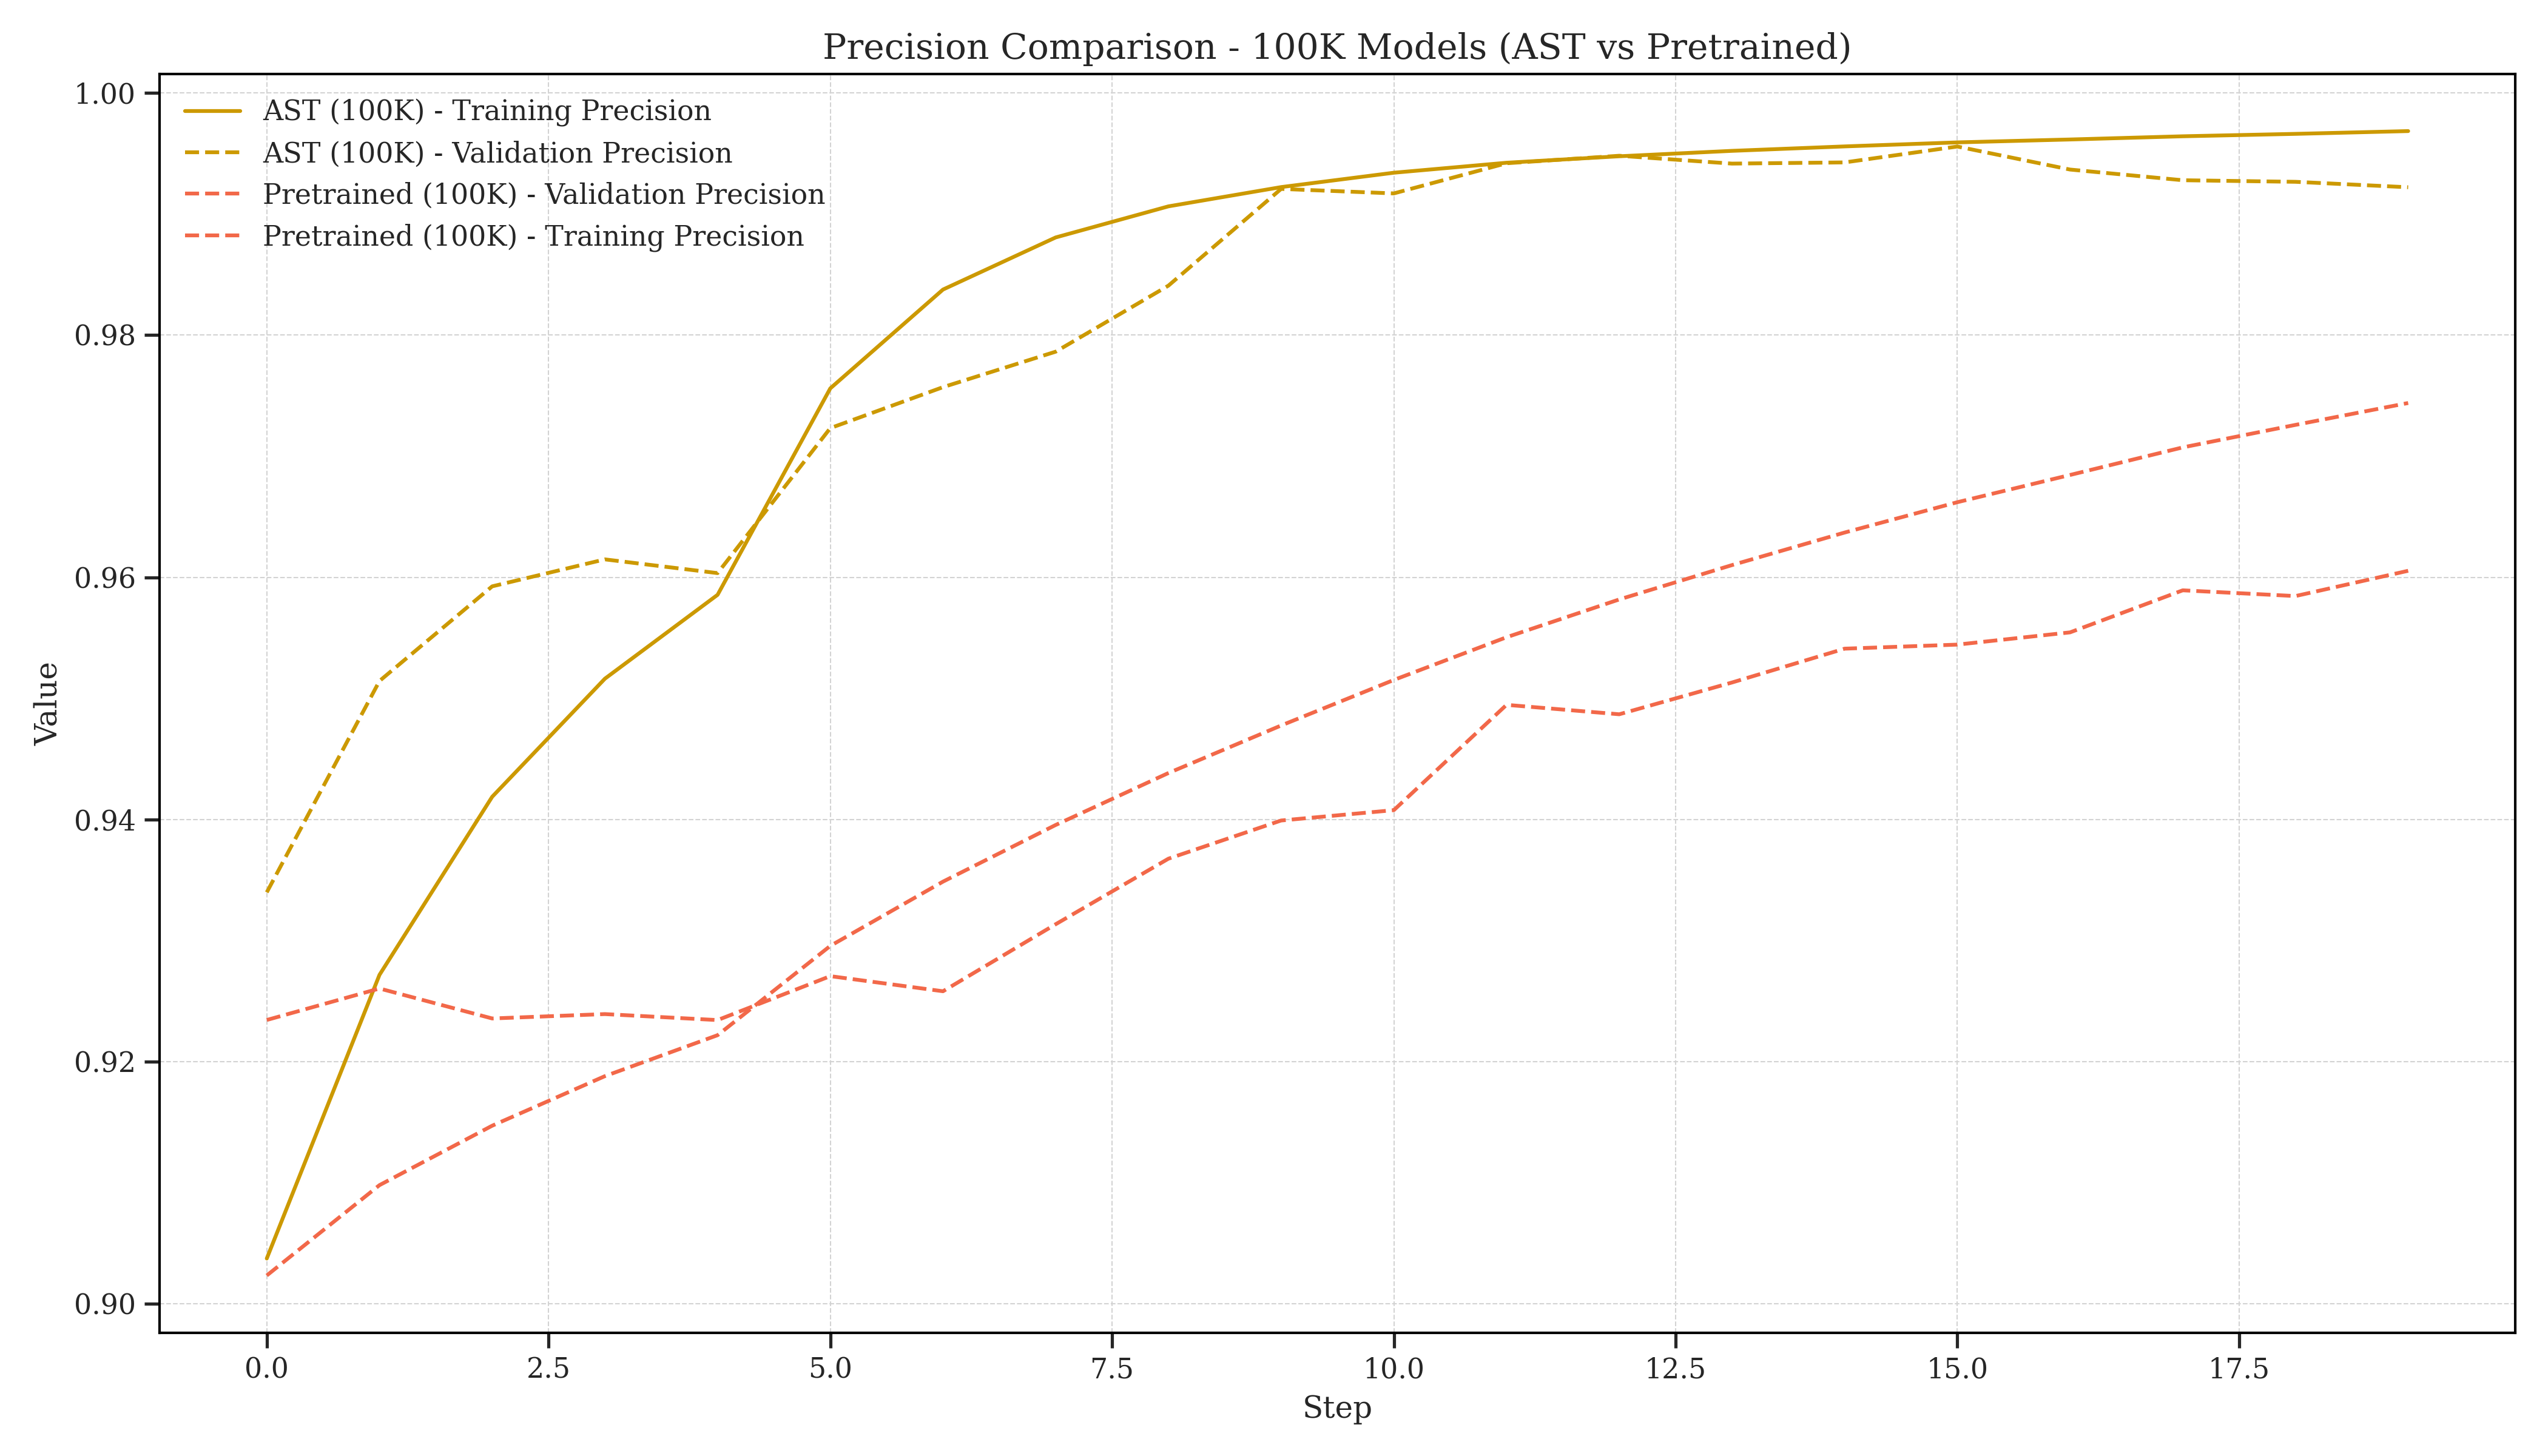 Precision Comparison - 100K Models (AST vs Pretrained)
AST (100K) - Training Precision
AST (100K) - Validation Precision
Pretrained (100K) - Validation Precision
Pretrained (100K) - Training Precision
1.00
0.98
0.96
0.94
0.92
0.90
Value
0.0 2.5 5.0 7.5 10.0 12.5 15.0 17.5
Step